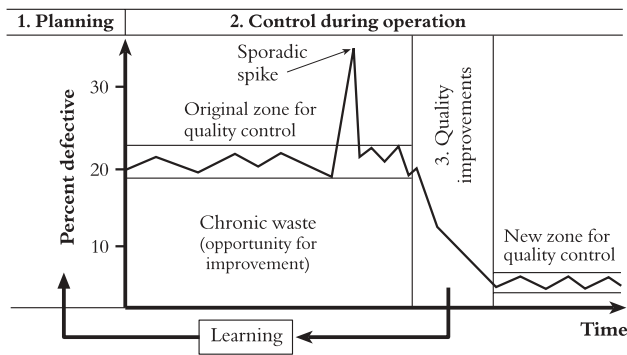 1. Planning
2. Control during operation
Sporadic
spike
30
Original zone for
quality control
Percent defective
3. Quality
improvements
20
Chronic waste
(opportunity for
improvement)
10
New zone for
quality control
Time
Learning